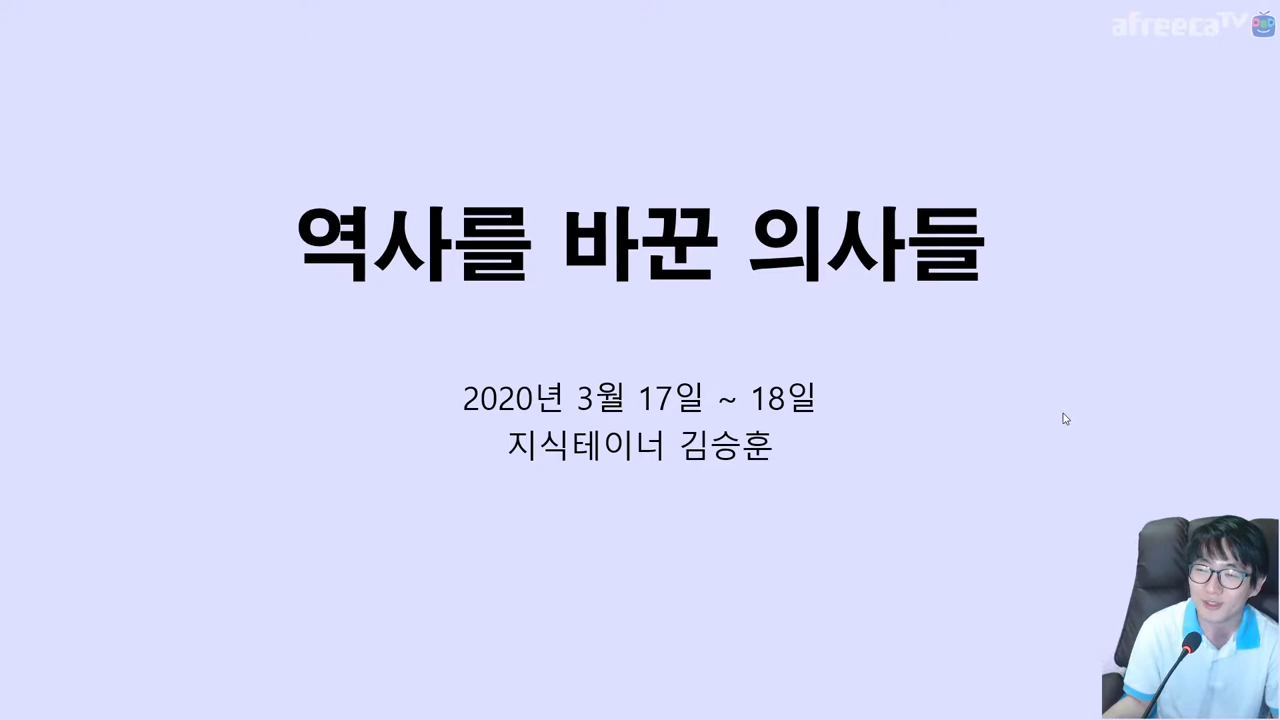 afreecaTV
역사를 바꾼 의사들
2020년 3월 17일 ~ 18일
지식테이너 김승훈